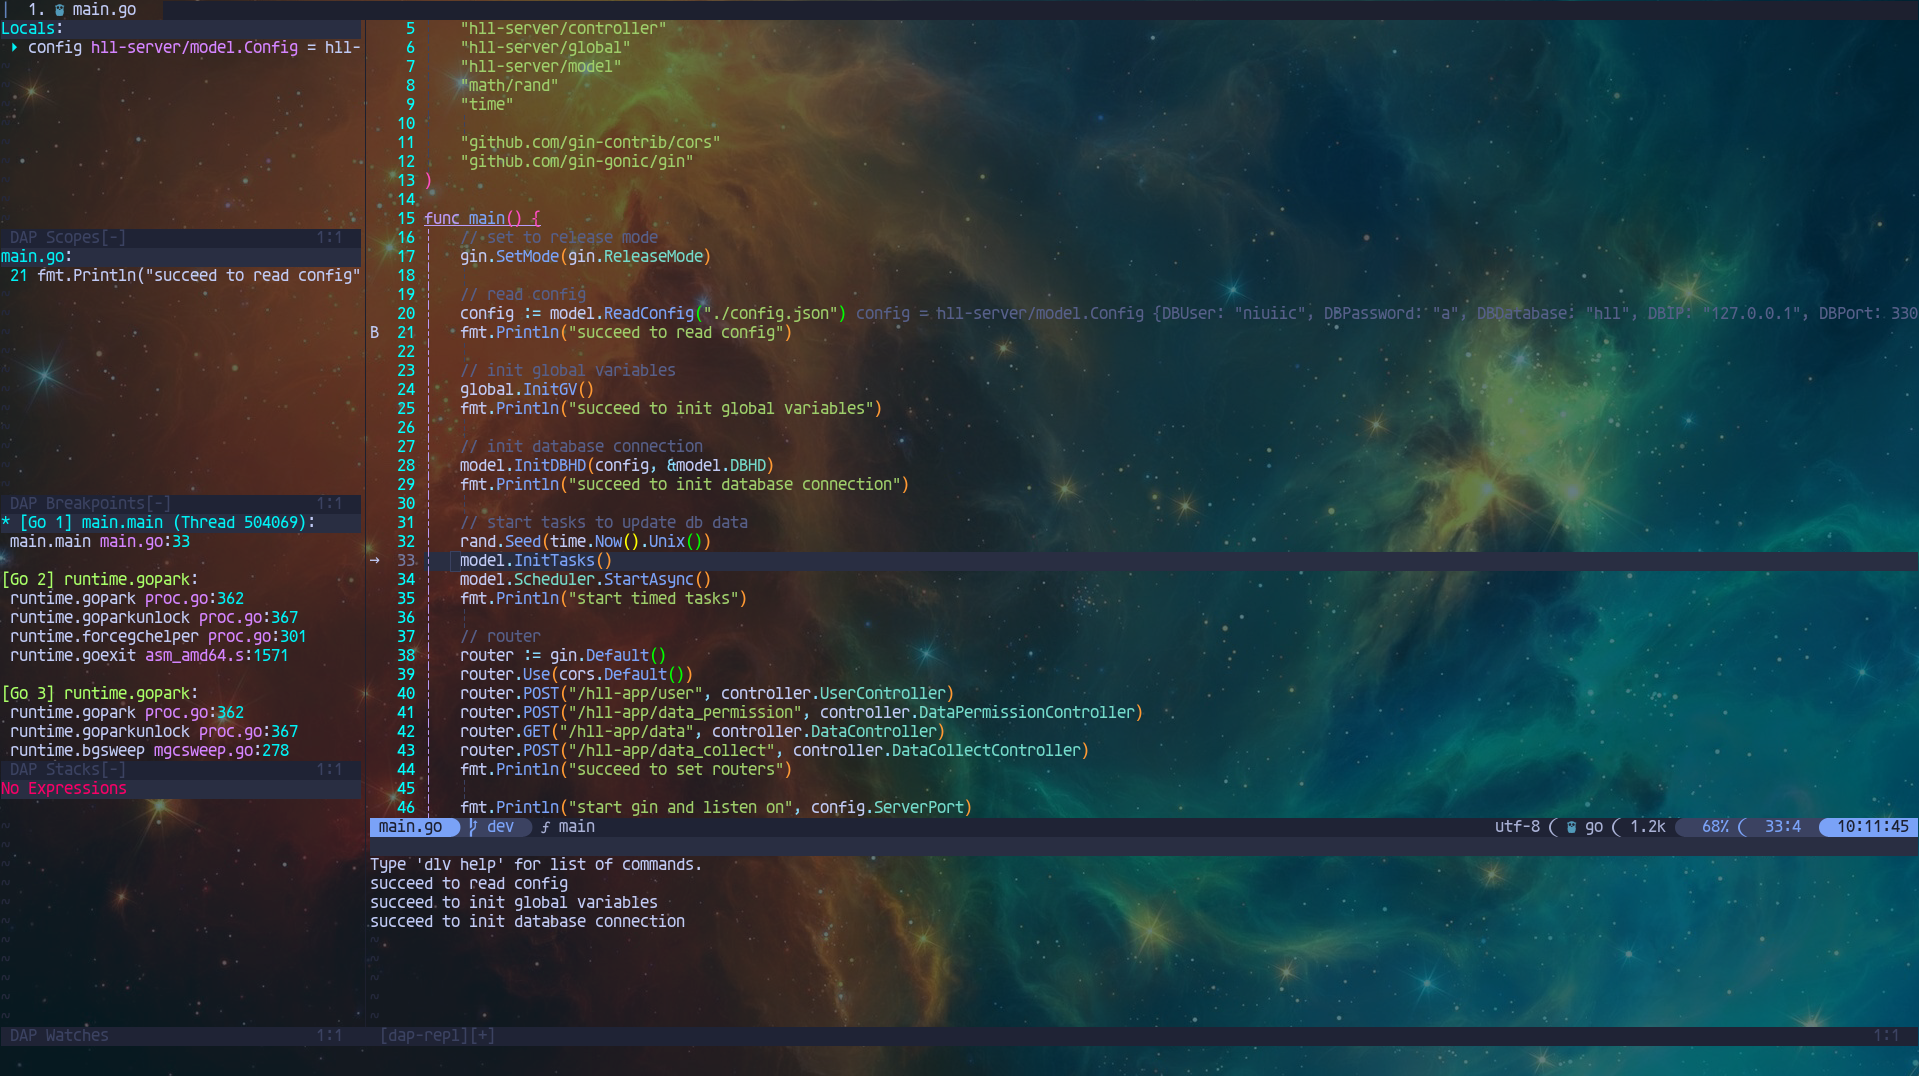 1. main.go
Locals:
config hll-server/model.Config = hll-
DAP Scopes[-] 1:1
main.go:
21 fmt.Println("succeed to read config"
DAP Breakpoints[-] 1:1
* [Go 1] main.main (Thread 504069):
main.main main.go:33
[Go 2] runtime.gopark:
runtime.gopark proc.go:362
runtime.goparkunlock proc.go:367
runtime.forcegchelper proc.go:301
runtime.goexit asm_amd64.s:1571
[Go 3] runtime.gopark:
runtime.gopark proc.go:362
runtime.goparkunlock proc.go:367
runtime.bgsweep mgcsweep.go:278
DAP Stacks[-] 1:1
No Expressions
DAP Watches 1:1
5 "hll-server/controller"
6 "hll-server/global"
7 "hll-server/model"
8 "math/rand"
9 "time"
10
11 "github.com/gin-contrib/cors"
12 "github.com/gin-gonic/gin"
13 )
14
15 func main() {
16 // set to release mode
17 gin.SetMode(gin.ReleaseMode)
18
19 // read config
20 config := model.ReadConfig("./config.json") config = hll-server/model.Config {DBUser: "niuiic", DBPassword: "a", DBDatabase: "hll", DBIP: "127.0.0.1", DBPort: 330
B 21 fmt.Println("succeed to read config")
22
23 // init global variables
24 global.InitGV()
25 fmt.Println("succeed to init global variables")
26
27 // init database connection
28 model.InitDBHD(config, &model.DBHD)
29 fmt.Println("succeed to init database connection")
30
31 // start tasks to update db data
32 rand.Seed(time.Now().Unix())
→ 33 model.InitTasks()
34 model.Scheduler.StartAsync()
35 fmt.Println("start timed tasks")
36
37 // router
38 router := gin.Default()
39 router.Use(cors.Default())
40 router.POST("/hll-app/user", controller.UserController)
41 router.POST("/hll-app/data_permission", controller.DataPermissionController)
42 router.GET("/hll-app/data", controller.DataController)
43 router.POST("/hll-app/data_collect", controller.DataCollectController)
44 fmt.Println("succeed to set routers")
45
46 fmt.Println("start gin and listen on", config.ServerPort)
main.go dev ƒ main utf-8 go 1.2k 68% 33:4 10:11:45
Type 'dlv help' for list of commands.
succeed to read config
succeed to init global variables
succeed to init database connection
[dap-repl][+] 1:1